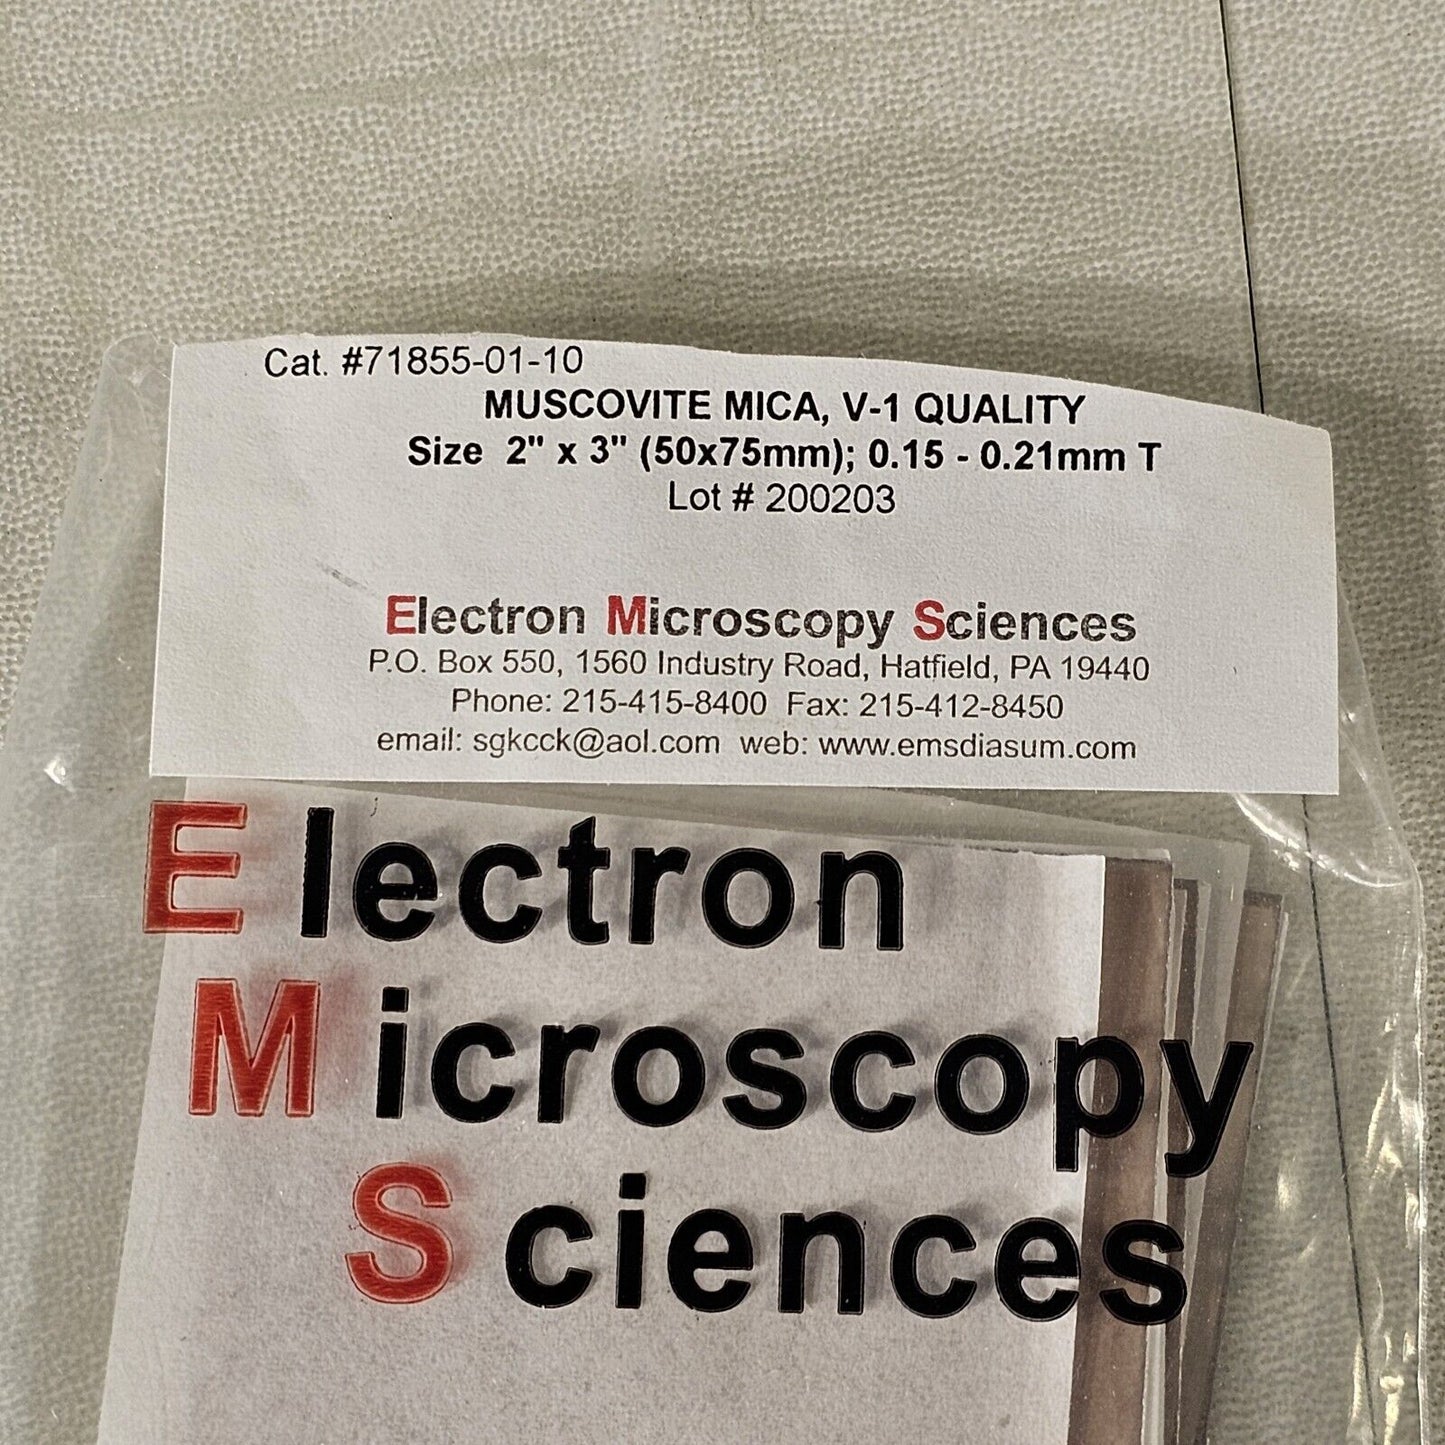 Cat. #71855-01-10
MUSCOVITE MICA, V-1 QUALITY
Size 2" x 3" (50x75mm); 0.15 - 0.21mm T
Lot # 200203
Electron Microscopy Sciences
P.O. Box 550, 1560 Industry Road, Hatfield, PA 19440
Phone: 215-415-8400 Fax: 215-412-8450
email: sgkcck@aol.com web: www.emsdiasum.com
Electron
Microscopy
Sciences